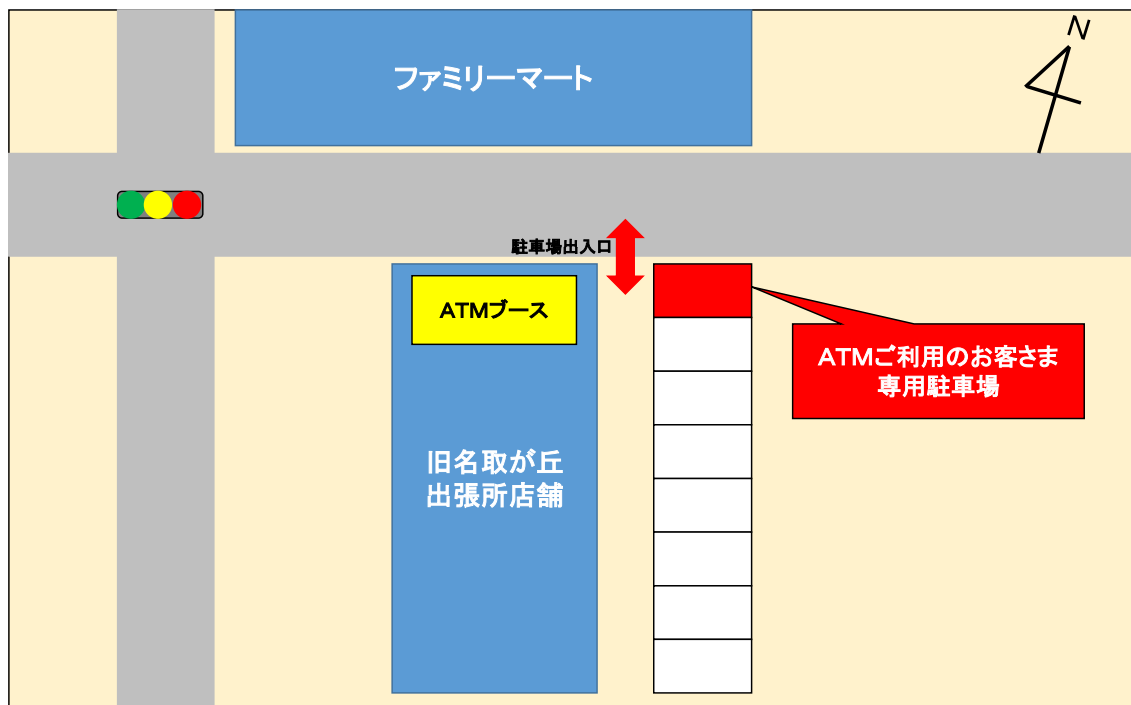 N
ファミリーマート
駐車場出入口
ATMブース
ATMご利用のお客さま
専用駐車場
旧名取が丘
出張所店舗